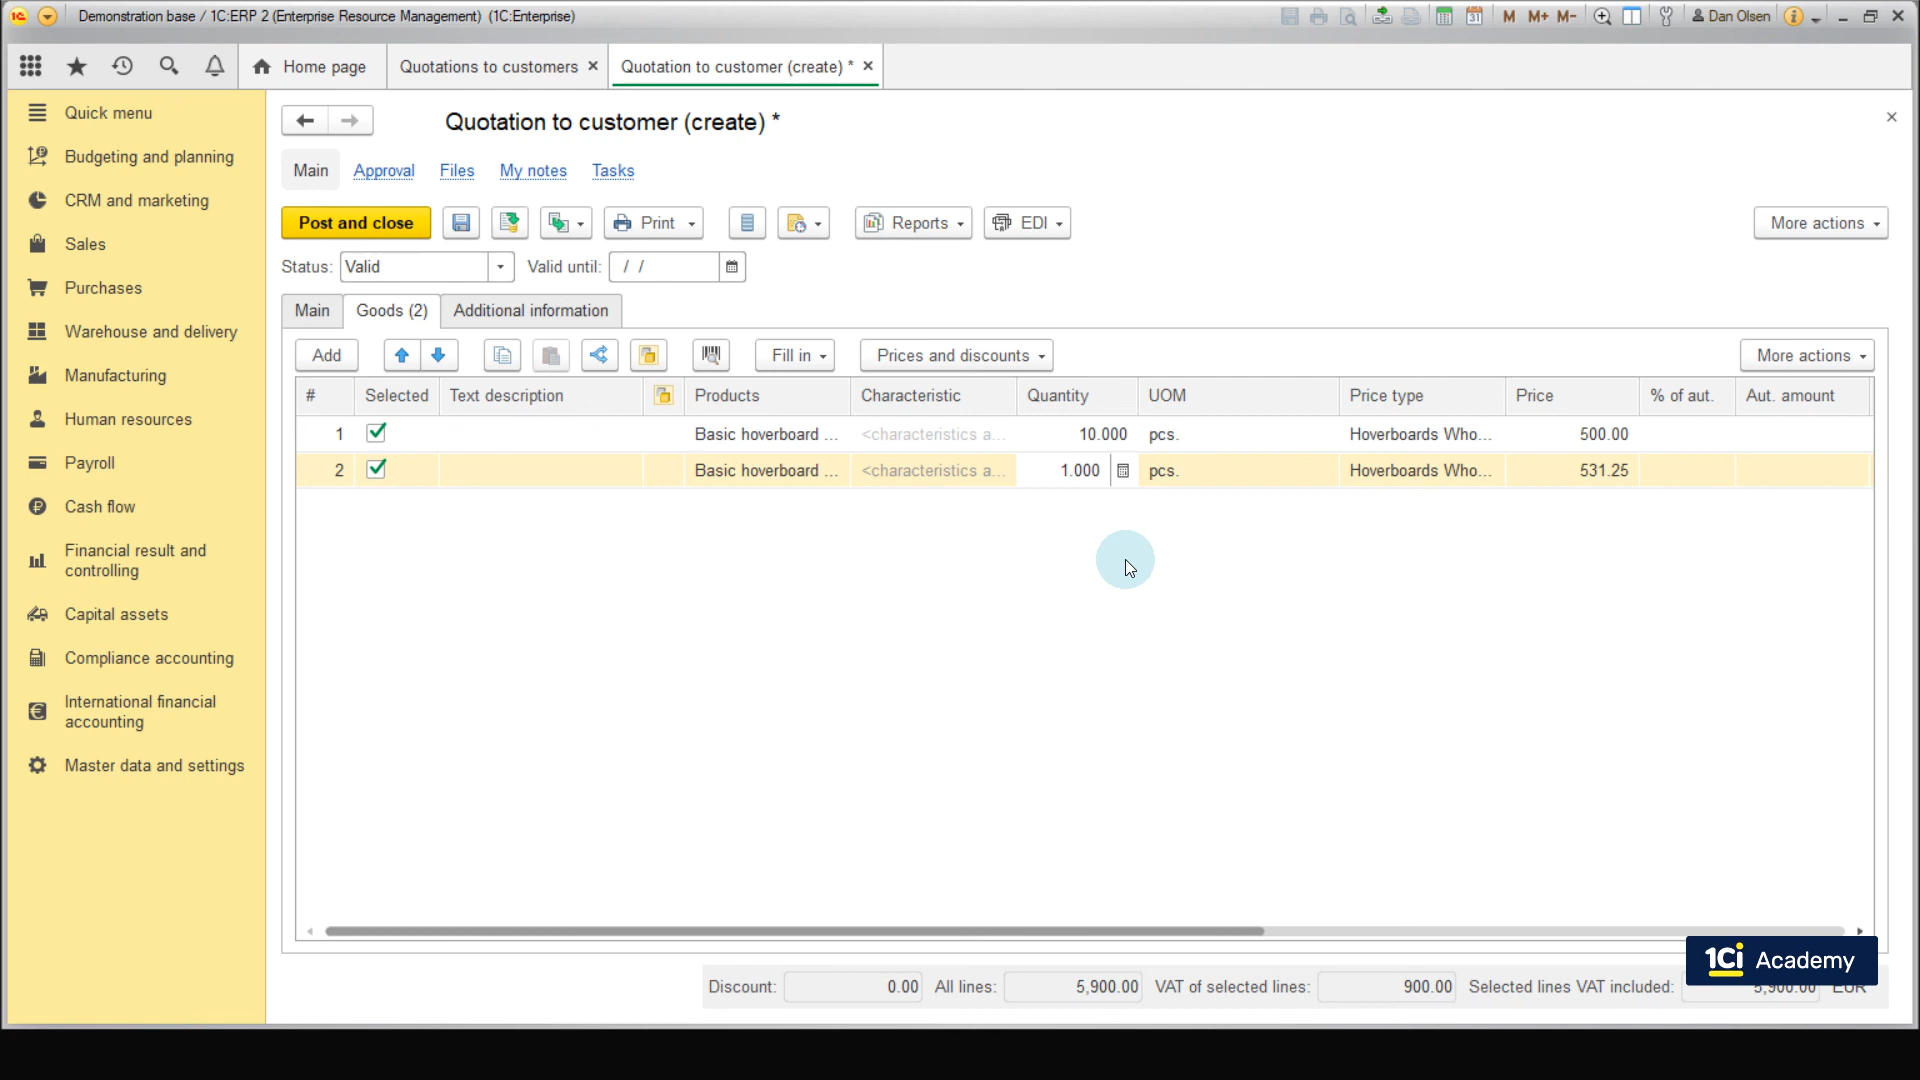 Demonstration base / 1C:ERP 2 (Enterprise Resource Management) (1C:Enterprise)
31 M M+ M- Dan Olsen
Home page Quotations to customers Quotation to customer (create) *
Quick menu
Budgeting and planning
CRM and marketing
Sales
Purchases
Warehouse and delivery
Manufacturing
Human resources
Payroll
Cash flow
Financial result and
controlling
Capital assets
Compliance accounting
International financial
accounting
Master data and settings
Quotation to customer (create) *
Main Approval Files My notes Tasks
Post and close Print Reports EDI More actions
Status: Valid Valid until: / /
Main Goods (2) Additional information
Add Fill in Prices and discounts More actions
# Selected Text description Products Characteristic Quantity UOM Price type Price % of aut. Aut. amount
1 Basic hoverboard ... <characteristics a... 10.000 pcs. Hoverboards Who... 500.00
2 Basic hoverboard ... <characteristics a... 1.000 pcs. Hoverboards Who... 531.25
1Ci Academy
Discount: 0.00 All lines: 5,900.00 VAT of selected lines: 900.00 Selected lines VAT included: 5,900.00 EUR